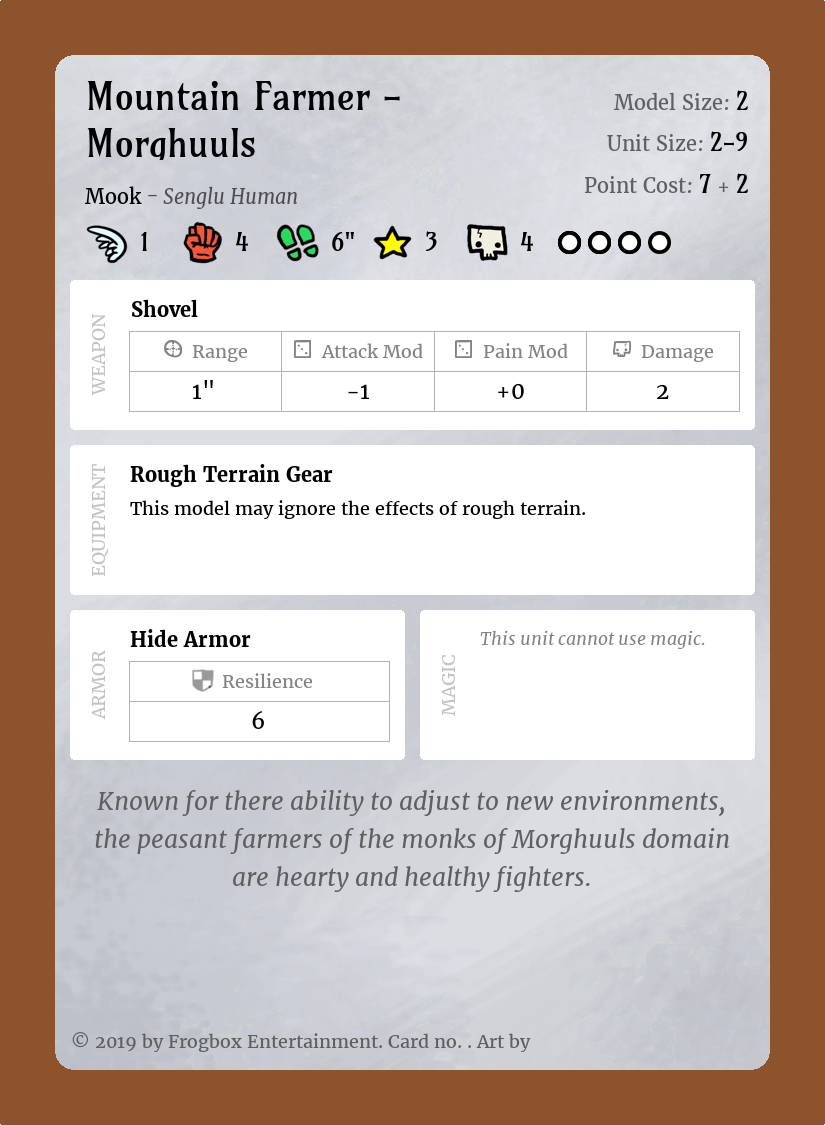 Mountain Farmer –
Morghuuls
Model Size: 2
Unit Size: 2–9
Point Cost: 7 + 2
Mook – Senglu Human
1 4 6" 3 4
WEAPON
Shovel
Range Attack Mod Pain Mod Damage
1" -1 +0 2
EQUIPMENT
Rough Terrain Gear
This model may ignore the effects of rough terrain.
ARMOR
Hide Armor
Resilience
6
MAGIC
This unit cannot use magic.
Known for there ability to adjust to new environments,
the peasant farmers of the monks of Morghuuls domain
are hearty and healthy fighters.
© 2019 by Frogbox Entertainment. Card no. . Art by